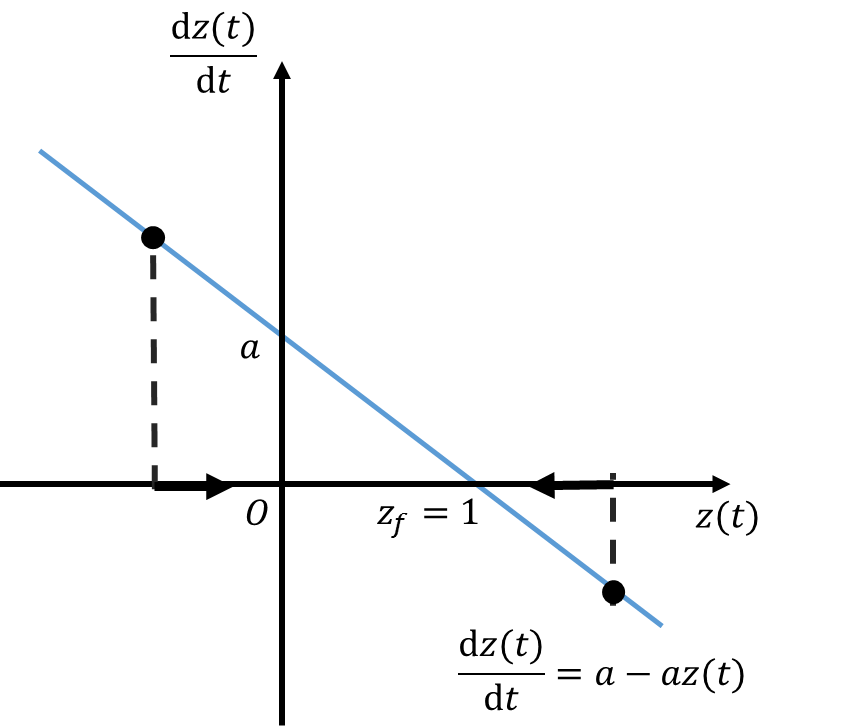 dz(t)/dt
a
O
z_f = 1
z(t)
dz(t)/dt = a − az(t)